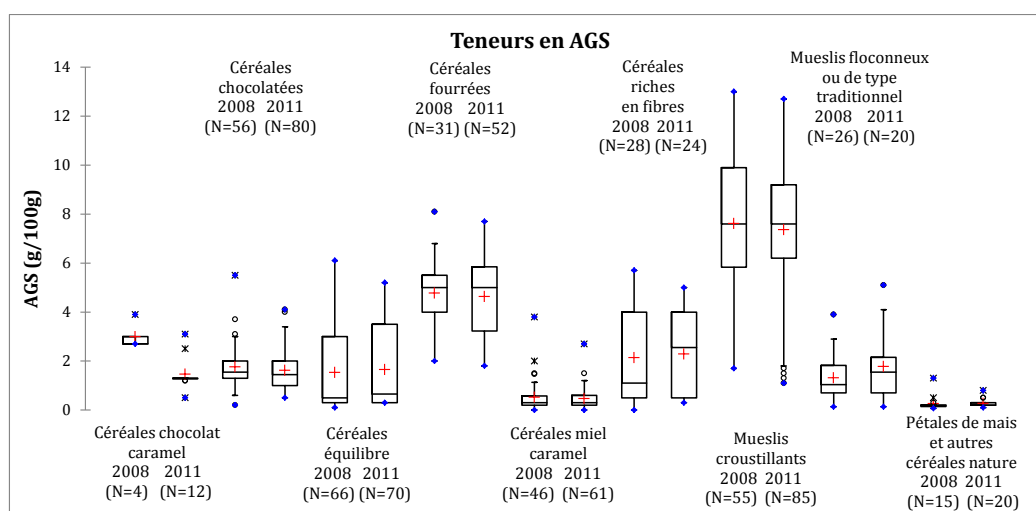 Teneurs en AGS
AGS (g/100g)
14
12
10
8
6
4
2
0
Céréales
chocolatées
2008 2011
(N=56) (N=80)
Céréales
fourrées
2008 2011
(N=31) (N=52)
Céréales
riches
en fibres
2008 2011
(N=28) (N=24)
Mueslis floconneux
ou de type
traditionnel
2008 2011
(N=26) (N=20)
Céréales chocolat
caramel
2008 2011
(N=4) (N=12)
Céréales
équilibre
2008 2011
(N=66) (N=70)
Céréales miel
caramel
2008 2011
(N=46) (N=61)
Mueslis
croustillants
2008 2011
(N=55) (N=85)
Pétales de mais
et autres
céréales nature
2008 2011
(N=15) (N=20)